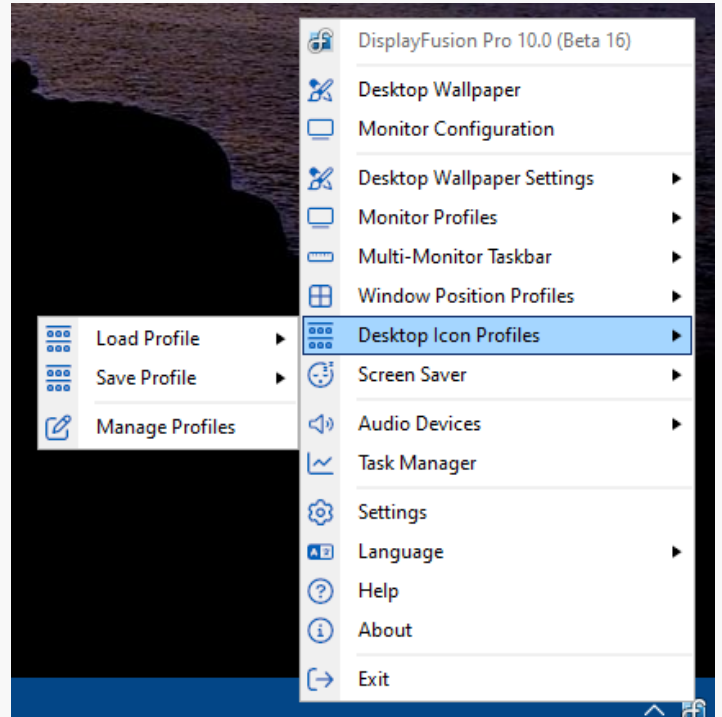 DisplayFusion Pro 10.0 (Beta 16)
Desktop Wallpaper
Monitor Configuration
Desktop Wallpaper Settings
Monitor Profiles
Multi-Monitor Taskbar
Window Position Profiles
Desktop Icon Profiles
Screen Saver
Audio Devices
Task Manager
Settings
Language
Help
About
Exit
Load Profile
Save Profile
Manage Profiles